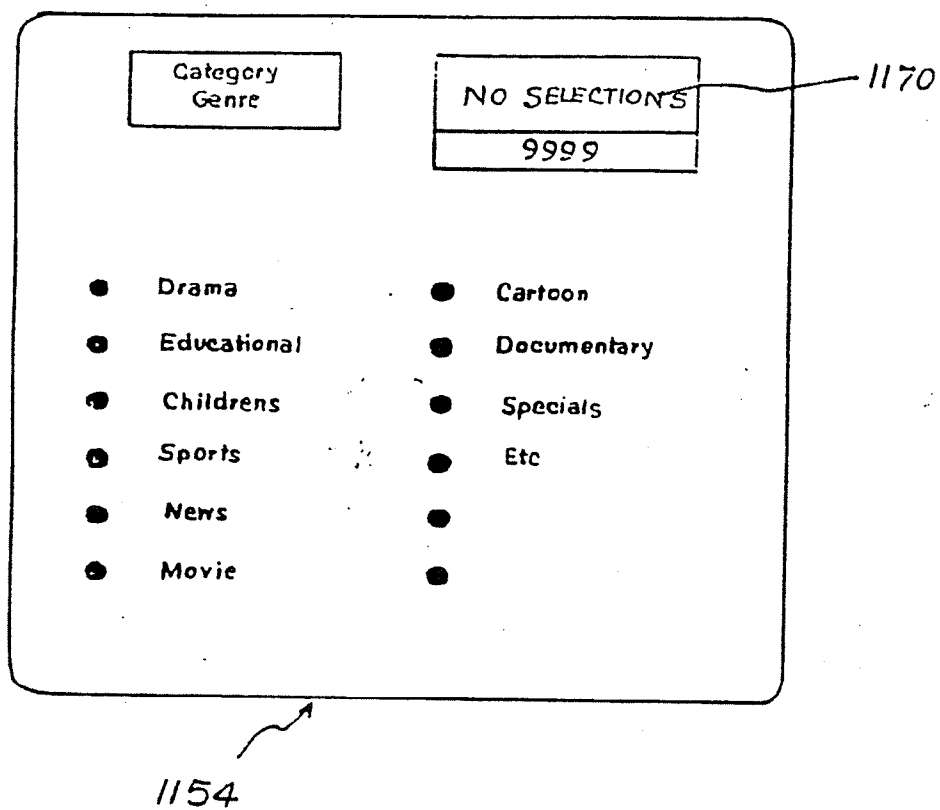 Category
Genre
NO SELECTIONS
9999
1170
Drama
Educational
Childrens
Sports
News
Movie
Cartoon
Documentary
Specials
Etc
1154